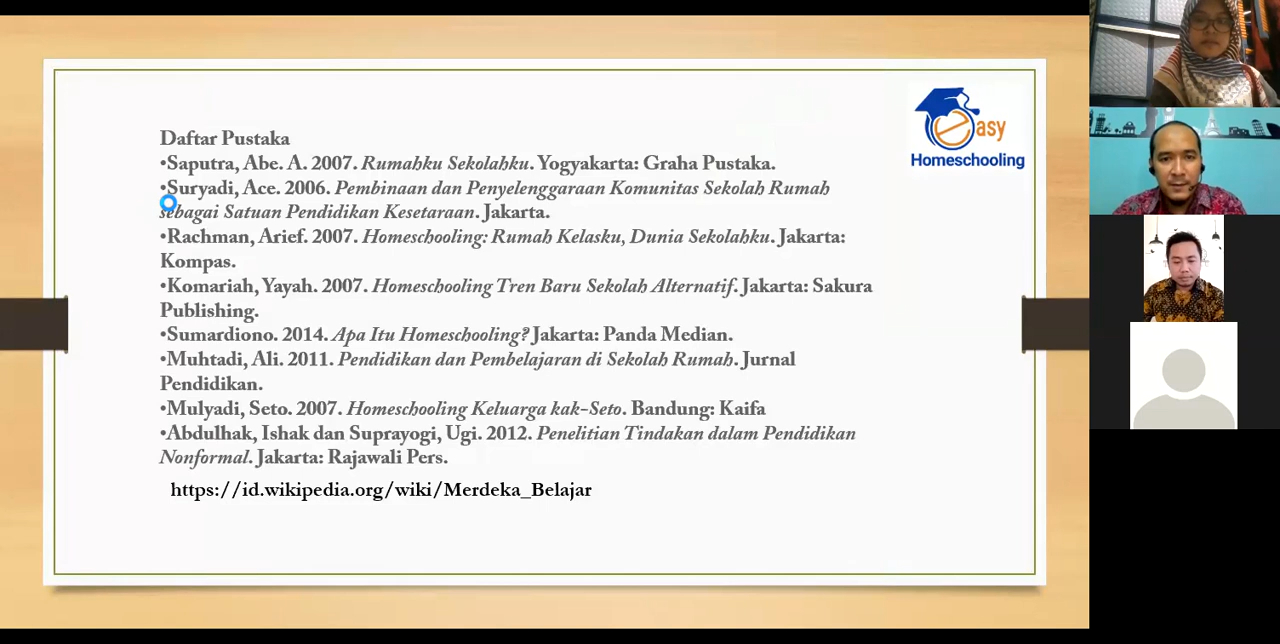 Daftar Pustaka
•Saputra, Abe. A. 2007. Rumahku Sekolahku. Yogyakarta: Graha Pustaka.
•Suryadi, Ace. 2006. Pembinaan dan Penyelenggaraan Komunitas Sekolah Rumah
sebagai Satuan Pendidikan Kesetaraan. Jakarta.
•Rachman, Arief. 2007. Homeschooling: Rumah Kelasku, Dunia Sekolahku. Jakarta:
Kompas.
•Komariah, Yayah. 2007. Homeschooling Tren Baru Sekolah Alternatif. Jakarta: Sakura
Publishing.
•Sumardiono. 2014. Apa Itu Homeschooling? Jakarta: Panda Median.
•Muhtadi, Ali. 2011. Pendidikan dan Pembelajaran di Sekolah Rumah. Jurnal
Pendidikan.
•Mulyadi, Seto. 2007. Homeschooling Keluarga kak-Seto. Bandung: Kaifa
•Abdulhak, Ishak dan Suprayogi, Ugi. 2012. Penelitian Tindakan dalam Pendidikan
Nonformal. Jakarta: Rajawali Pers.
https://id.wikipedia.org/wiki/Merdeka_Belajar
easy
Homeschooling